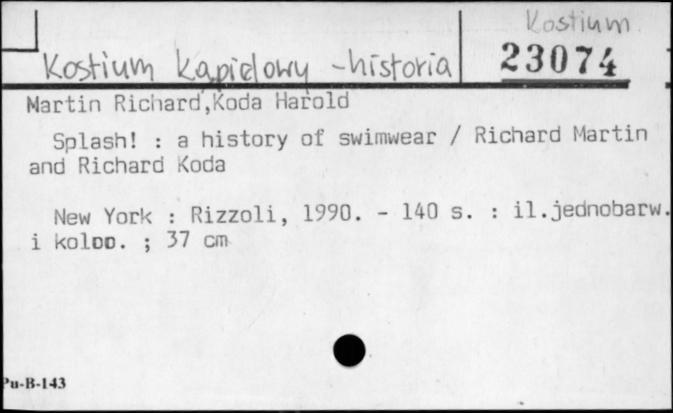 Kostium
Kostium kąpielowy - historia
23074
Martin Richard,Koda Harold
Splash! : a history of swimwear / Richard Martin
and Richard Koda
New York : Rizzoli, 1990. - 140 s. : il.jednobarw.
i koloo. ; 37 cm
Pu-B-143